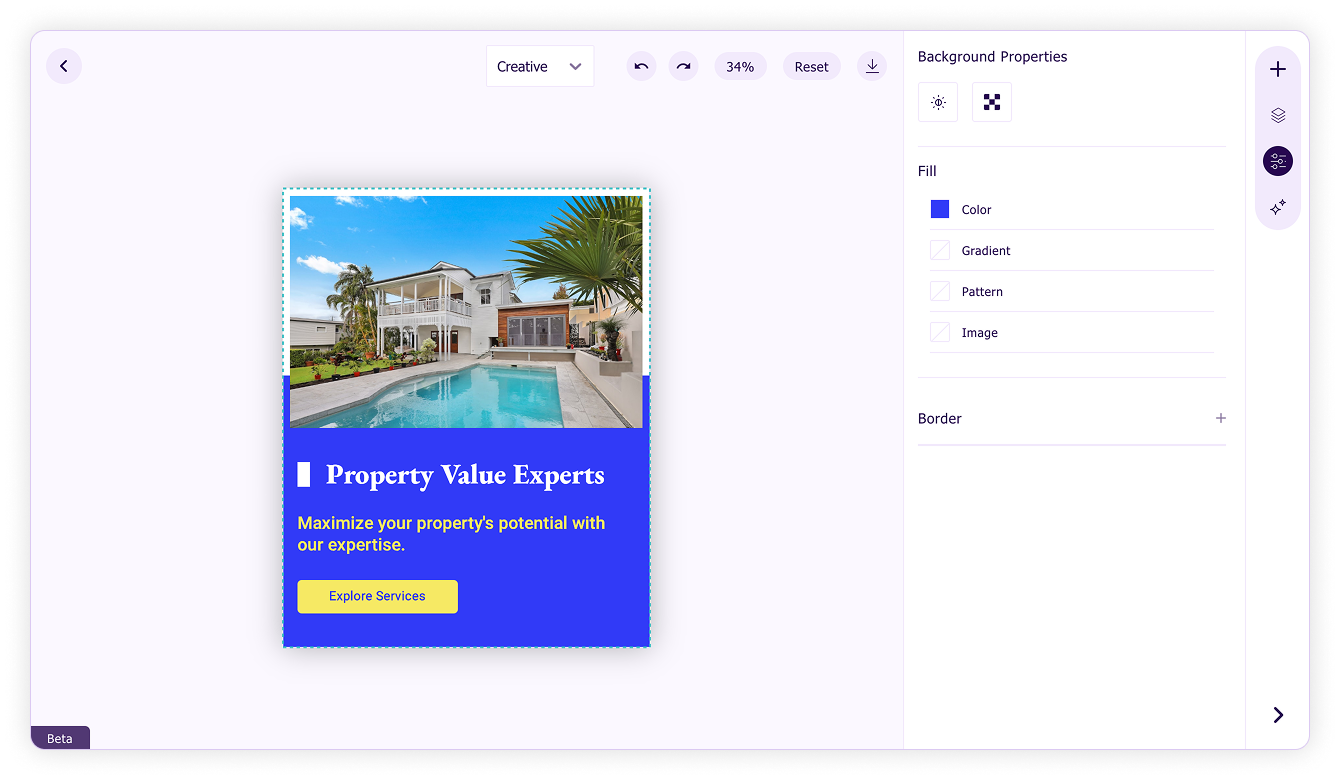 Creative
34%
Reset
Background Properties
Fill
Color
Gradient
Pattern
Image
Border
Property Value Experts
Maximize your property's potential with
our expertise.
Explore Services
Beta